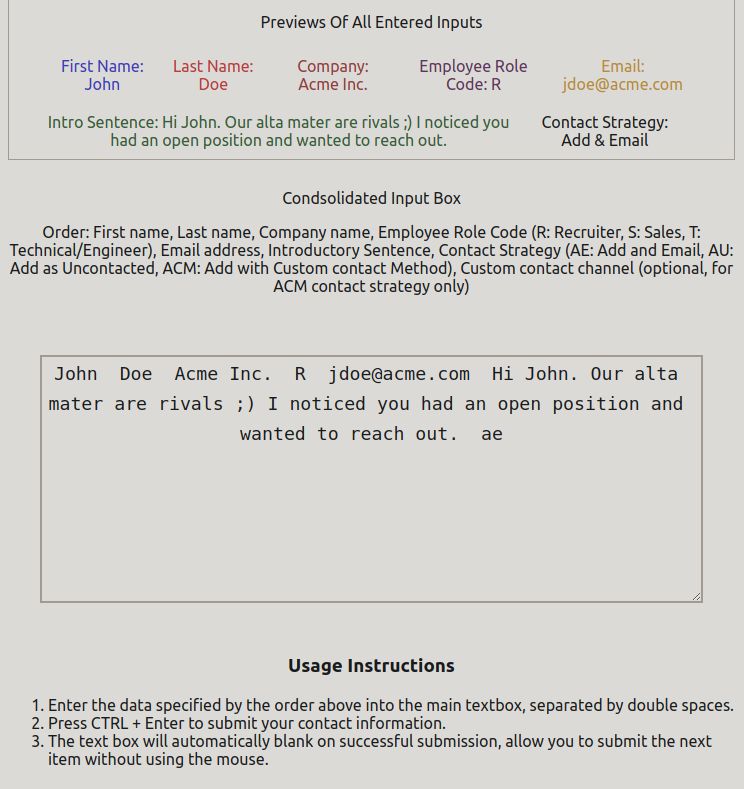 Previews Of All Entered Inputs
First Name: Last Name: Company: Employee Role Email:
John Doe Acme Inc. Code: R jdoe@acme.com
Intro Sentence: Hi John. Our alta mater are rivals ;) I noticed you Contact Strategy:
had an open position and wanted to reach out. Add & Email
Condsolidated Input Box
Order: First name, Last name, Company name, Employee Role Code (R: Recruiter, S: Sales, T:
Technical/Engineer), Email address, Introductory Sentence, Contact Strategy (AE: Add and Email, AU:
Add as Uncontacted, ACM: Add with Custom contact Method), Custom contact channel (optional, for
ACM contact strategy only)
John  Doe  Acme Inc.  R  jdoe@acme.com  Hi John. Our alta
mater are rivals ;) I noticed you had an open position and
wanted to reach out.  ae
Usage Instructions
1. Enter the data specified by the order above into the main textbox, separated by double spaces.
2. Press CTRL + Enter to submit your contact information.
3. The text box will automatically blank on successful submission, allow you to submit the next
item without using the mouse.